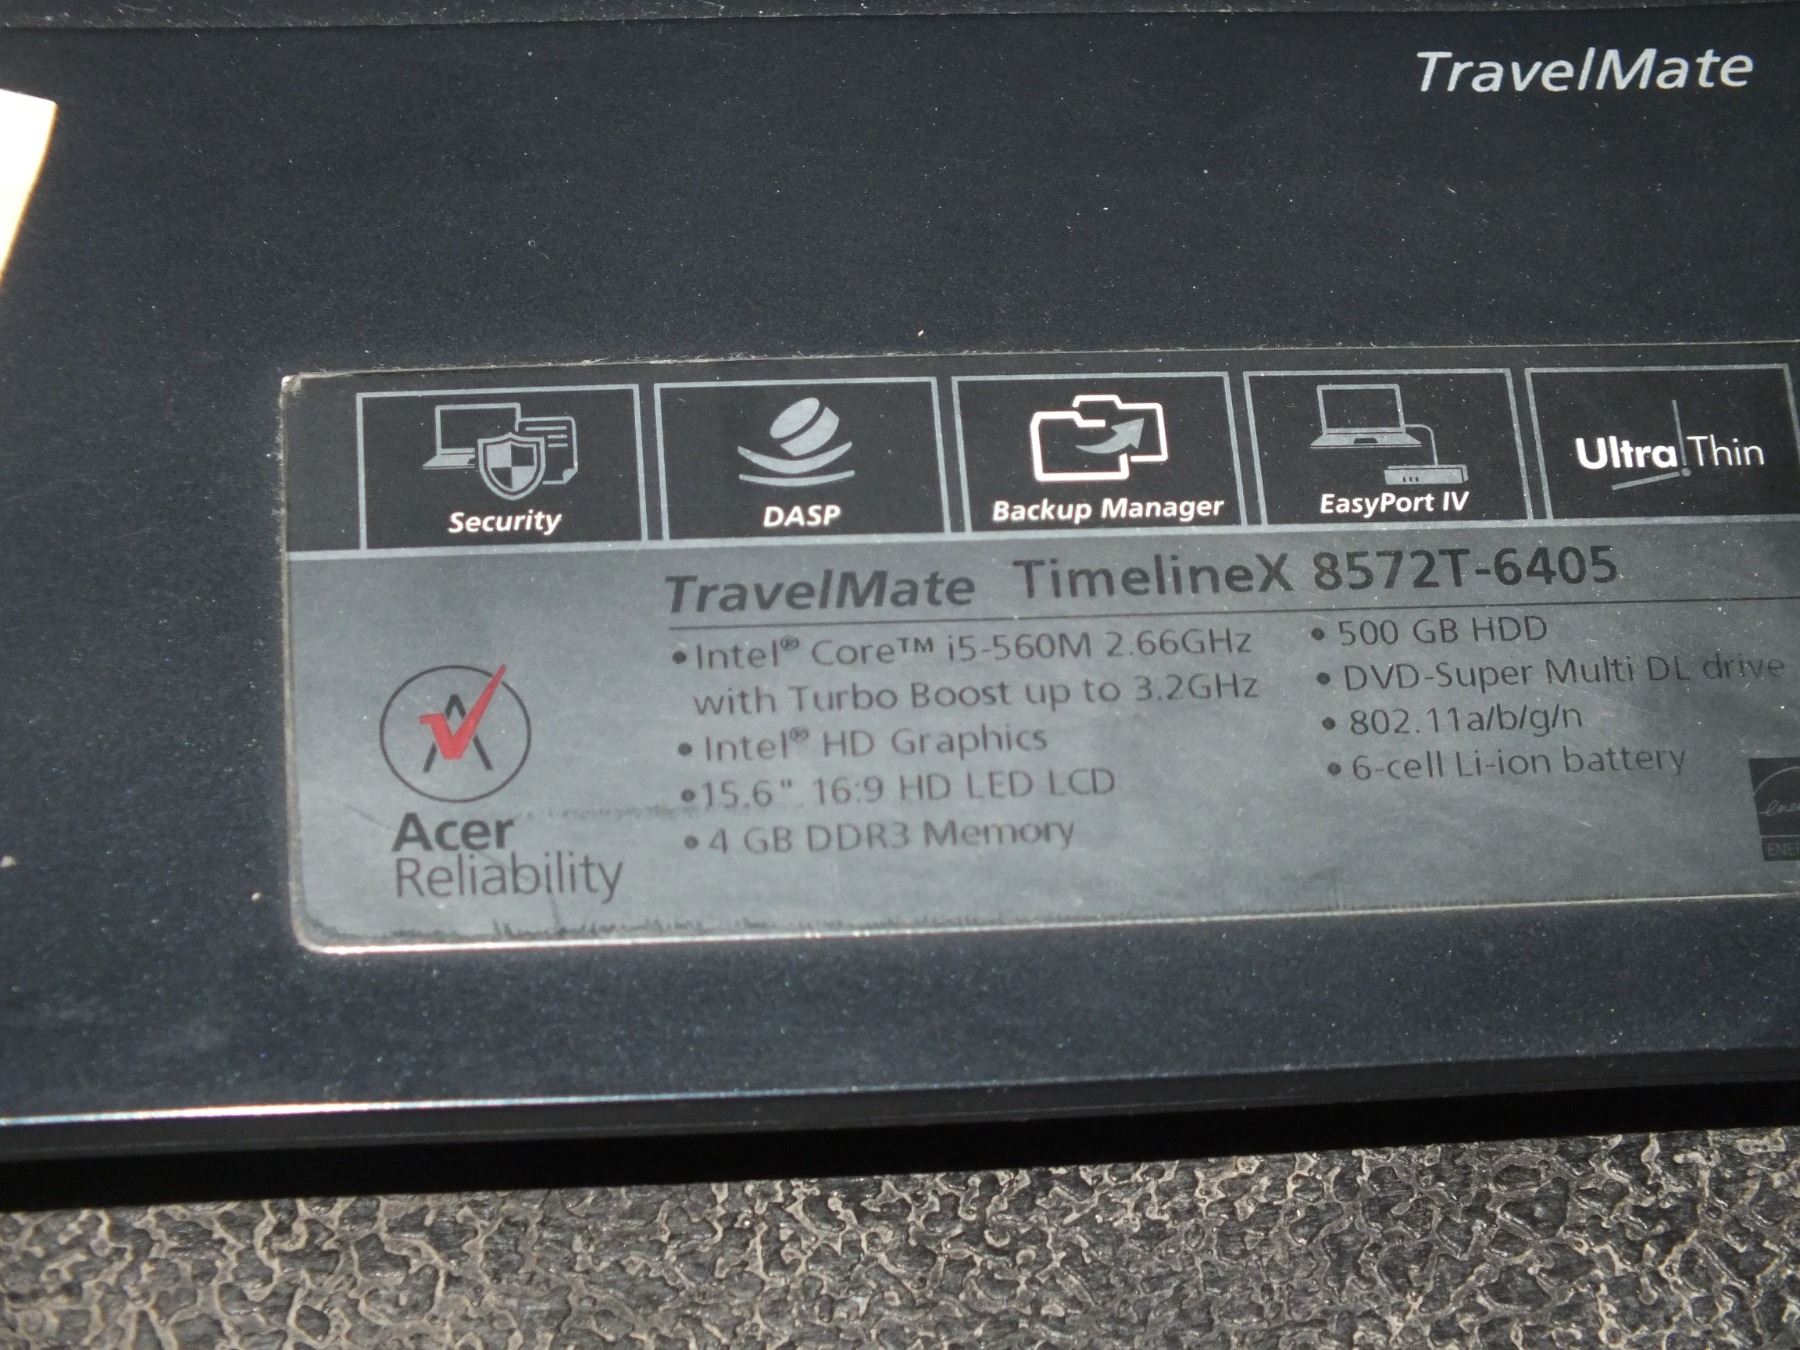 TravelMate
Security
DASP
Backup Manager
EasyPort IV
Ultra Thin
TravelMate TimelineX 8572T-6405
• Intel® Core™ i5-560M 2.66GHz
with Turbo Boost up to 3.2GHz
• Intel® HD Graphics
• 15.6" 16:9 HD LED LCD
• 4 GB DDR3 Memory
• 500 GB HDD
• DVD-Super Multi DL drive
• 802.11a/b/g/n
• 6-cell Li-ion battery
Acer
Reliability